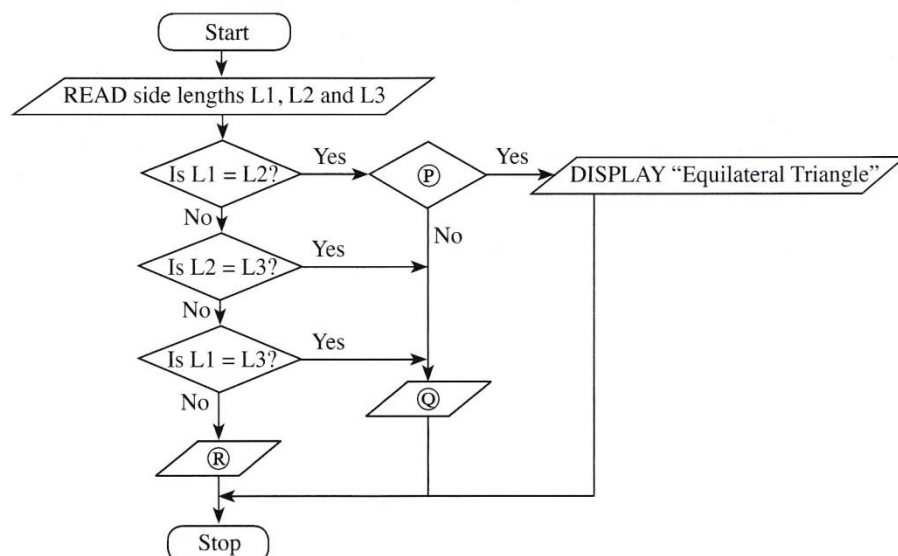 Start
READ side lengths L1, L2 and L3
Is L1 = L2?
Yes
Ⓟ
Yes
DISPLAY “Equilateral Triangle”
No
No
Is L2 = L3?
Yes
No
Is L1 = L3?
Yes
No
Ⓠ
Ⓡ
Stop